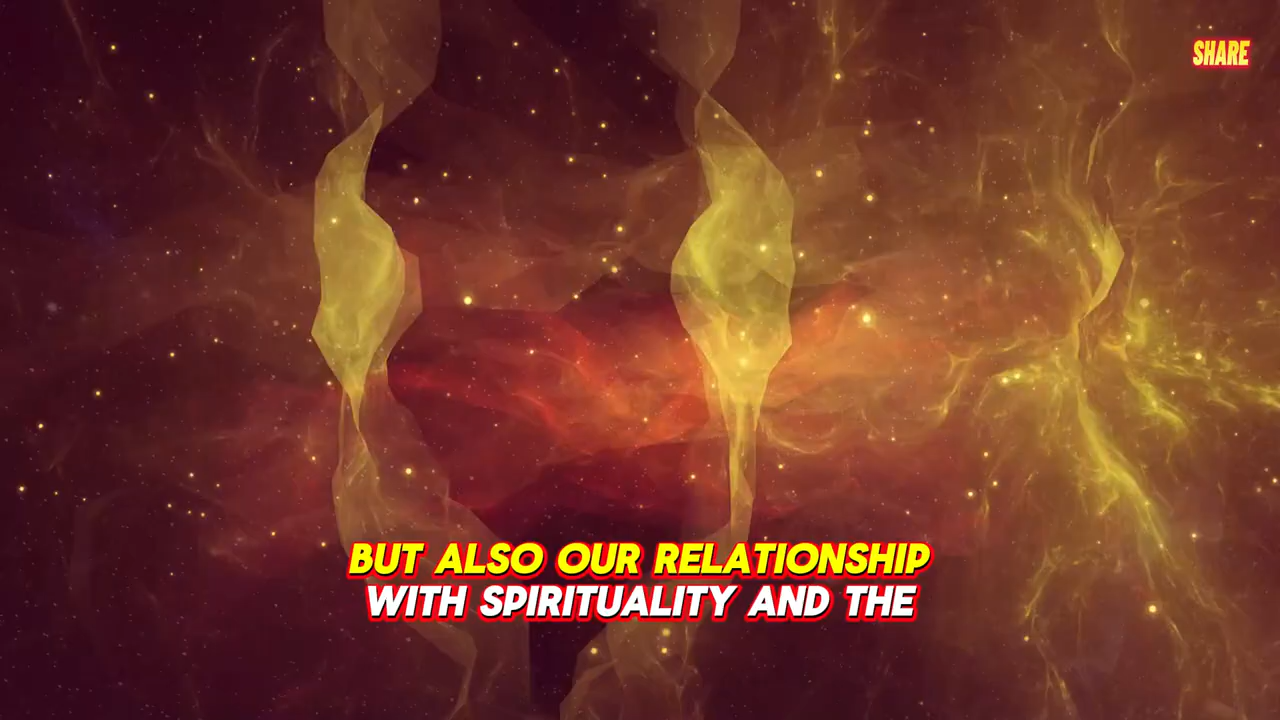 SHARE
BUT ALSO OUR RELATIONSHIP
WITH SPIRITUALITY AND THE